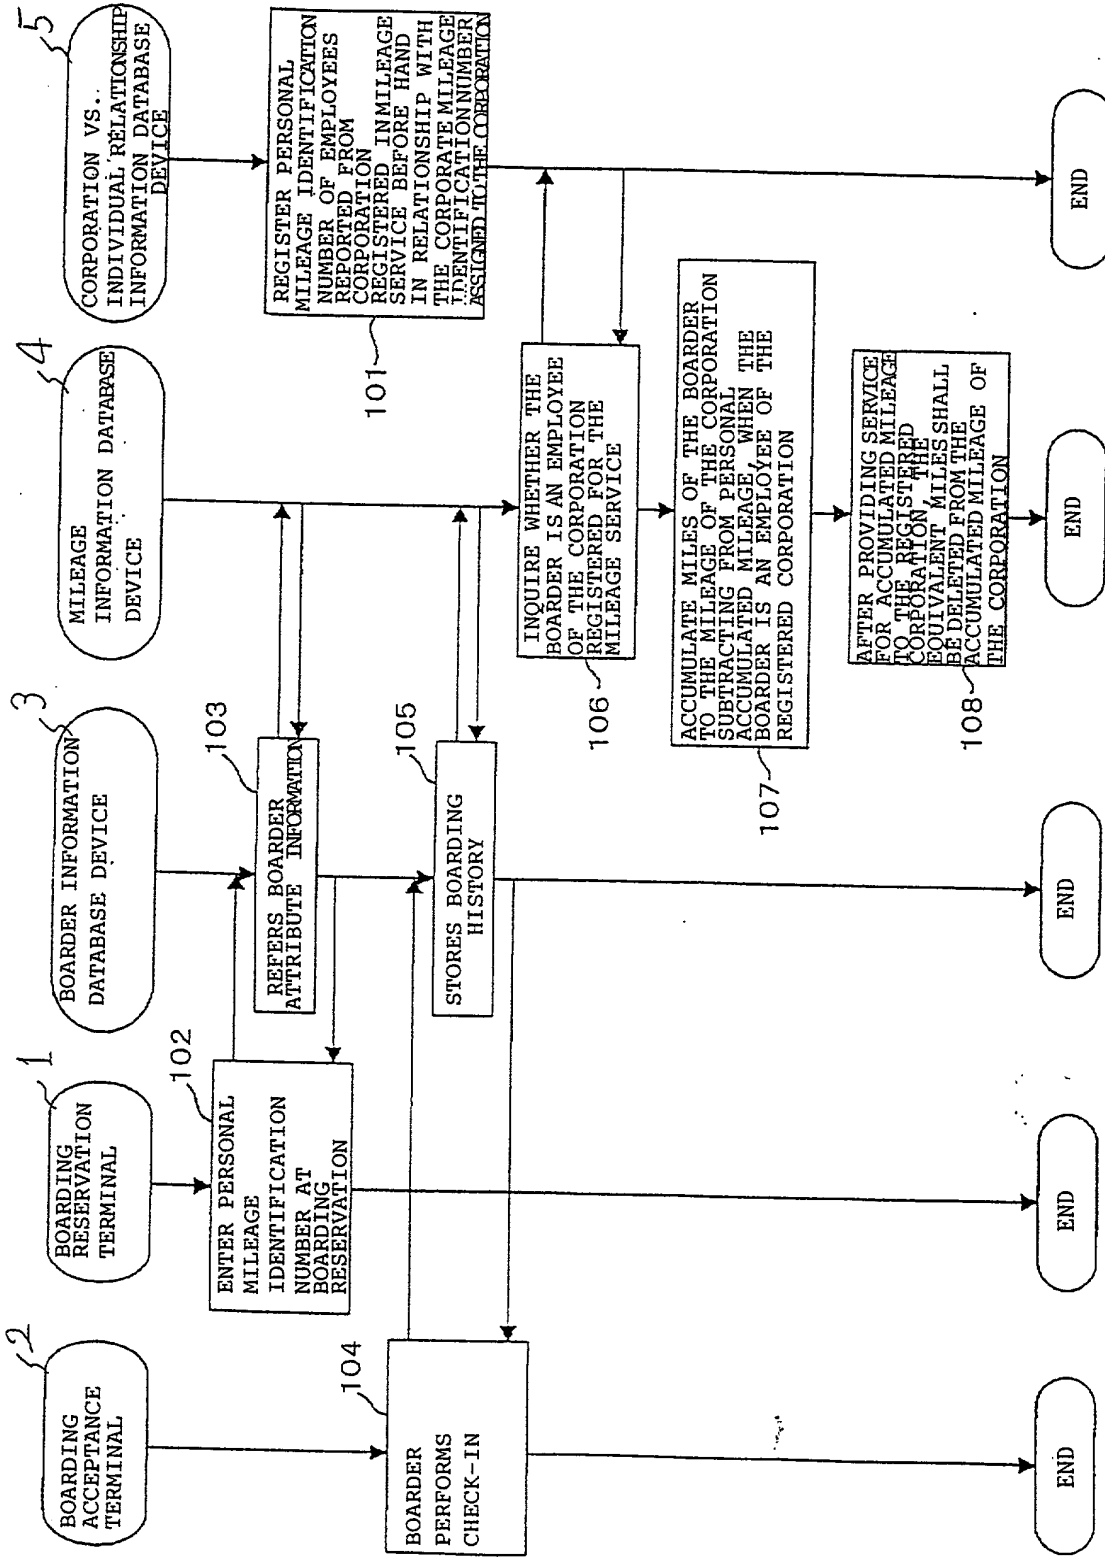 2
BOARDING
ACCEPTANCE
TERMINAL
1
BOARDING
RESERVATION
TERMINAL
3
BOARDER INFORMATION
DATABASE DEVICE
4
MILEAGE
INFORMATION DATABASE
DEVICE
5
CORPORATION VS..
INDIVIDUAL RELATIONSHIP
INFORMATION DATABASE
DEVICE
101
REGISTER PERSONAL
MILEAGE IDENTIFICATION
NUMBER OF EMPLOYEES
REPORTED FROM
CORPORATION
REGISTERED INMILEAGE
SERVICE BEFORE HAND
IN RELATIONSHIP WITH
THE CORPORATE MILEAGE
IDENTIFICATION NUMBER
ASSIGNED TO THE CORPORATION
102
ENTER PERSONAL
MILEAGE
IDENTIFICATION
NUMBER AT
BOARDING
RESERVATION
103
REFERS BOARDER
ATTRIBUTE INFORMATION
104
BOARDER
PERFORMS
CHECK-IN
105
STORES BOARDING
HISTORY
106
INQUIRE WHETHER THE
BOARDER IS AN EMPLOYEE
OF THE CORPORATION
REGISTERED FOR THE
MILEAGE SERVICE
107
ACCUMULATE MILES OF THE BOARDER
TO THE MILEAGE OF THE CORPORATION
SUBTRACTING FROM PERSONAL
ACCUMULATED MILEAGE, WHEN THE
BOARDER IS AN EMPLOYEE OF THE
REGISTERED CORPORATION
108
AFTER PROVIDING SERVICE
FOR ACCUMULATED MILEAGE
TO THE REGISTERED
CORPORATION, THE
EQUIVALENT MILES SHALL
BE DELETED FROM THE
ACCUMULATED MILEAGE OF
THE CORPORATION
END
END
END
END
END